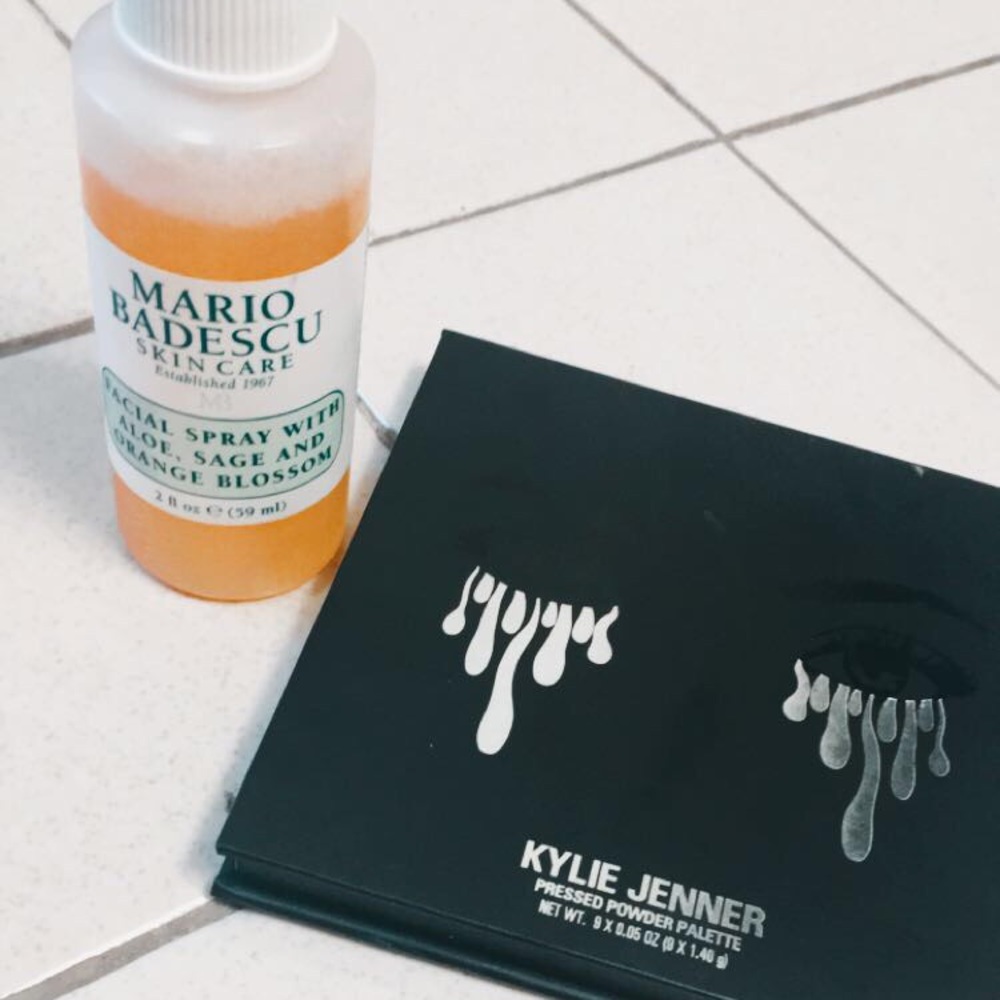 MARIO
BADESCU
SKIN CARE
Established 1967
MB
FACIAL SPRAY WITH
ALOE, SAGE AND
ORANGE BLOSSOM
2 fl oz ℮ (59 ml)
KYLIE JENNER
PRESSED POWDER PALETTE
NET WT. 9 X 0.05 OZ (9 X 1.40 g)